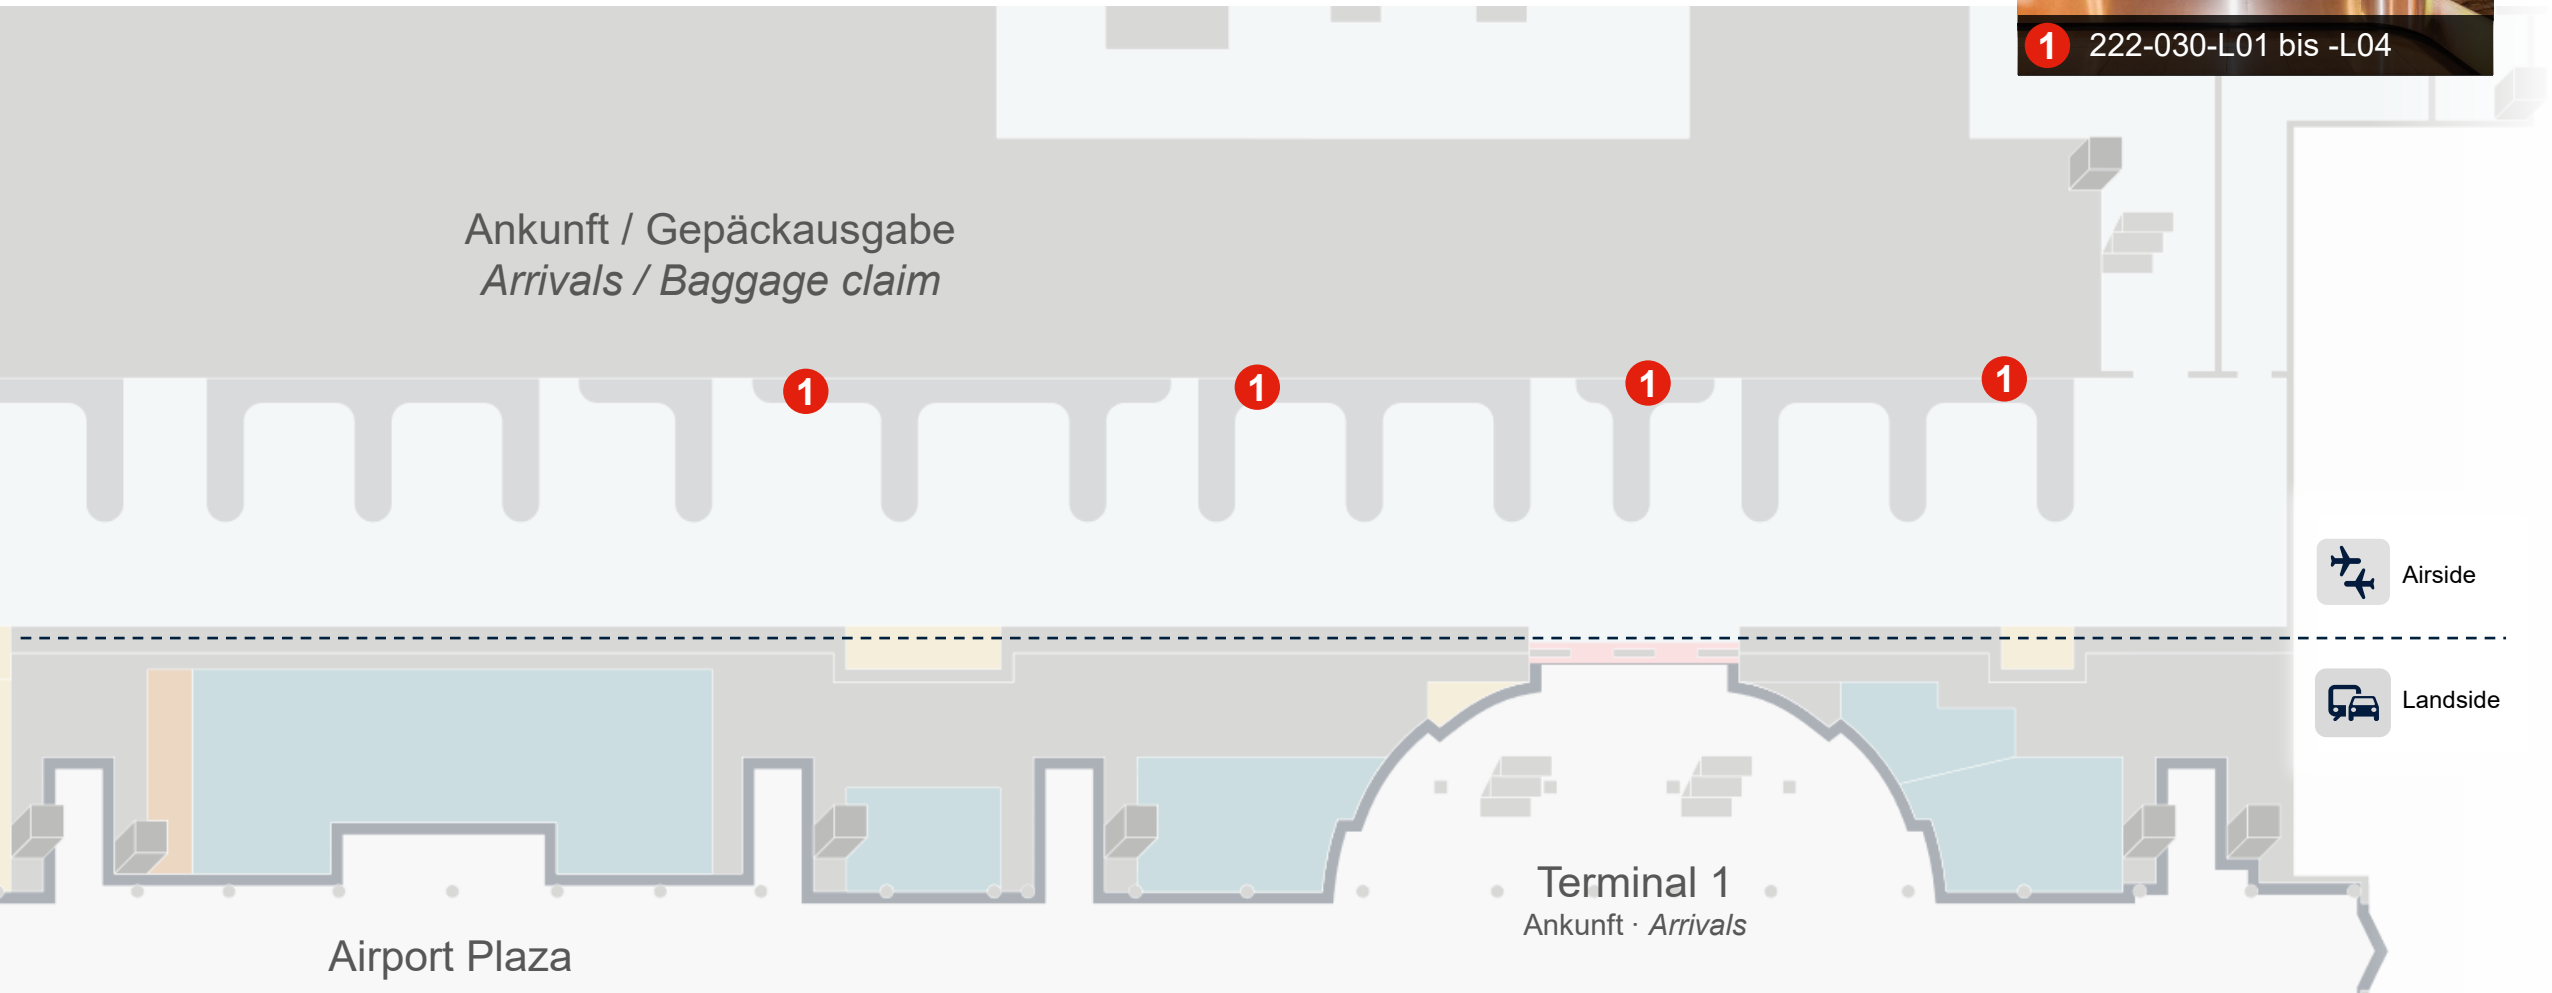 1 222-030-L01 bis -L04
Ankunft / Gepäckausgabe
Arrivals / Baggage claim
1 1 1 1
Airside
Landside
Terminal 1
Ankunft · Arrivals
Airport Plaza